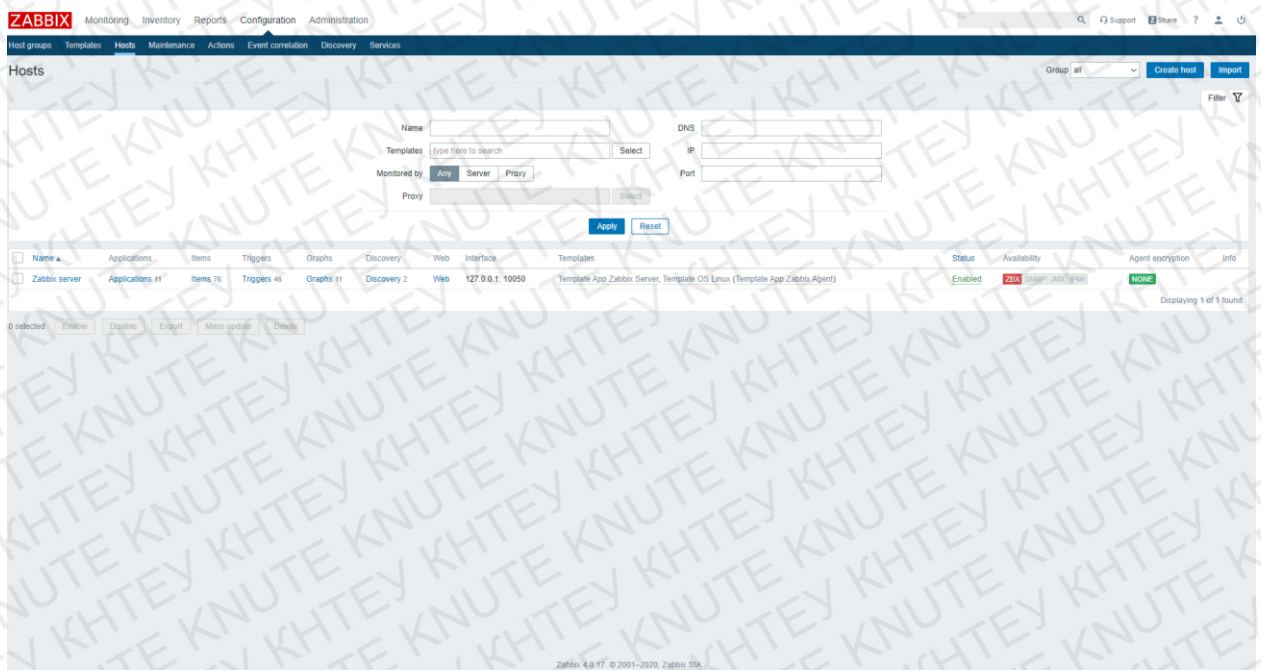 ZABBIX Monitoring Inventory Reports Configuration Administration Support Share ?
Host groups Templates Hosts Maintenance Actions Event correlation Discovery Services
Hosts Group all Create host Import
Filter
Name DNS
Templates type here to search Select IP
Monitored by Any Server Proxy Port
Proxy Select
Apply Reset
Name Applications Items Triggers Graphs Discovery Web Interface Templates Status Availability Agent encryption Info
Zabbix server Applications 11 Items 76 Triggers 46 Graphs 11 Discovery 2 Web 127.0.0.1: 10050 Template App Zabbix Server, Template OS Linux (Template App Zabbix Agent) Enabled ZBX SNMP JMX IPMI NONE
Displaying 1 of 1 found
0 selected Enable Disable Export Mass update Delete
Zabbix 4.0.17. © 2001–2020, Zabbix SIA
KHTEY KNUTE